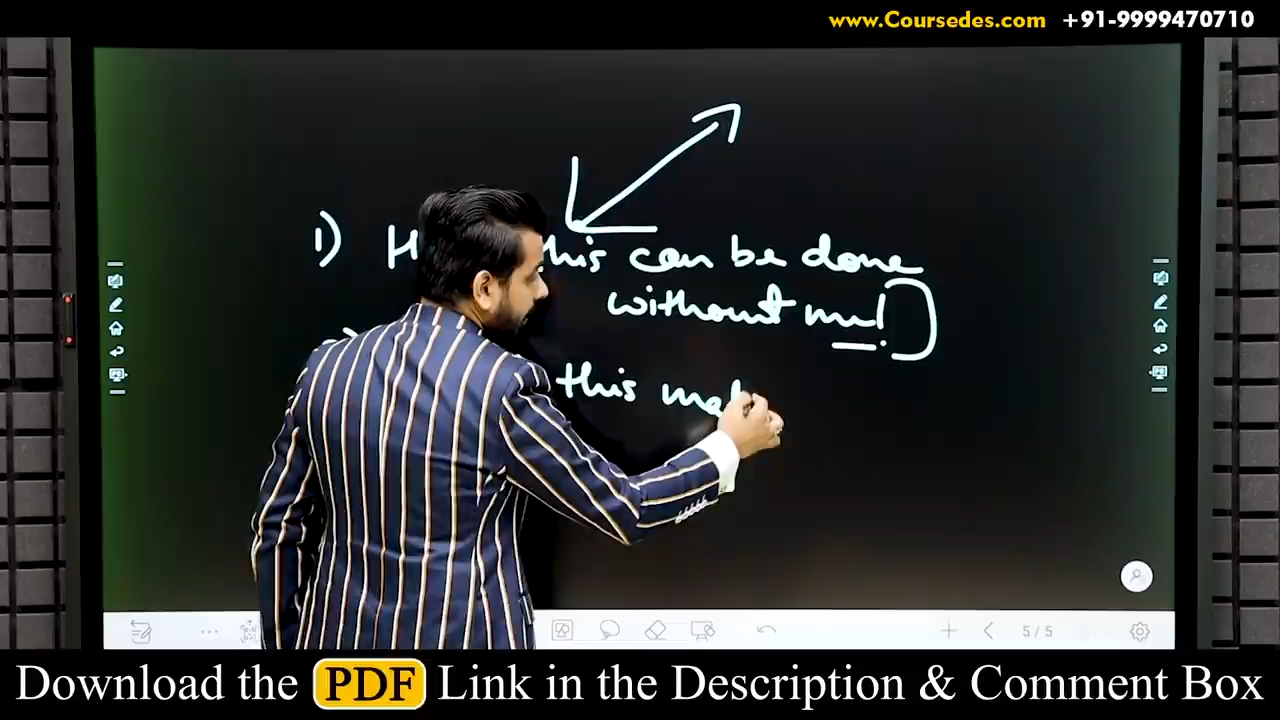 www.Coursedes.com +91-9999470710
1) this can be done
without me!
this
5 / 5
Download the PDF Link in the Description & Comment Box